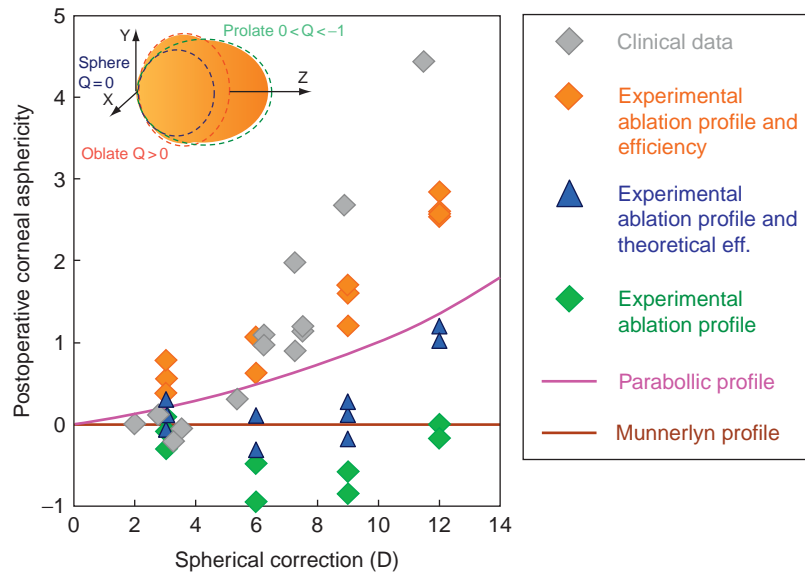 5
4
3
2
1
0
−1
0
2
4
6
8
10
12
14
Postoperative corneal asphericity
Spherical correction (D)
Prolate 0 < Q < −1
Y
Sphere
Q = 0
X
Z
Oblate Q > 0
Clinical data
Experimental
ablation profile and
efficiency
Experimental
ablation profile and
theoretical eff.
Experimental
ablation profile
Parabollic profile
Munnerlyn profile